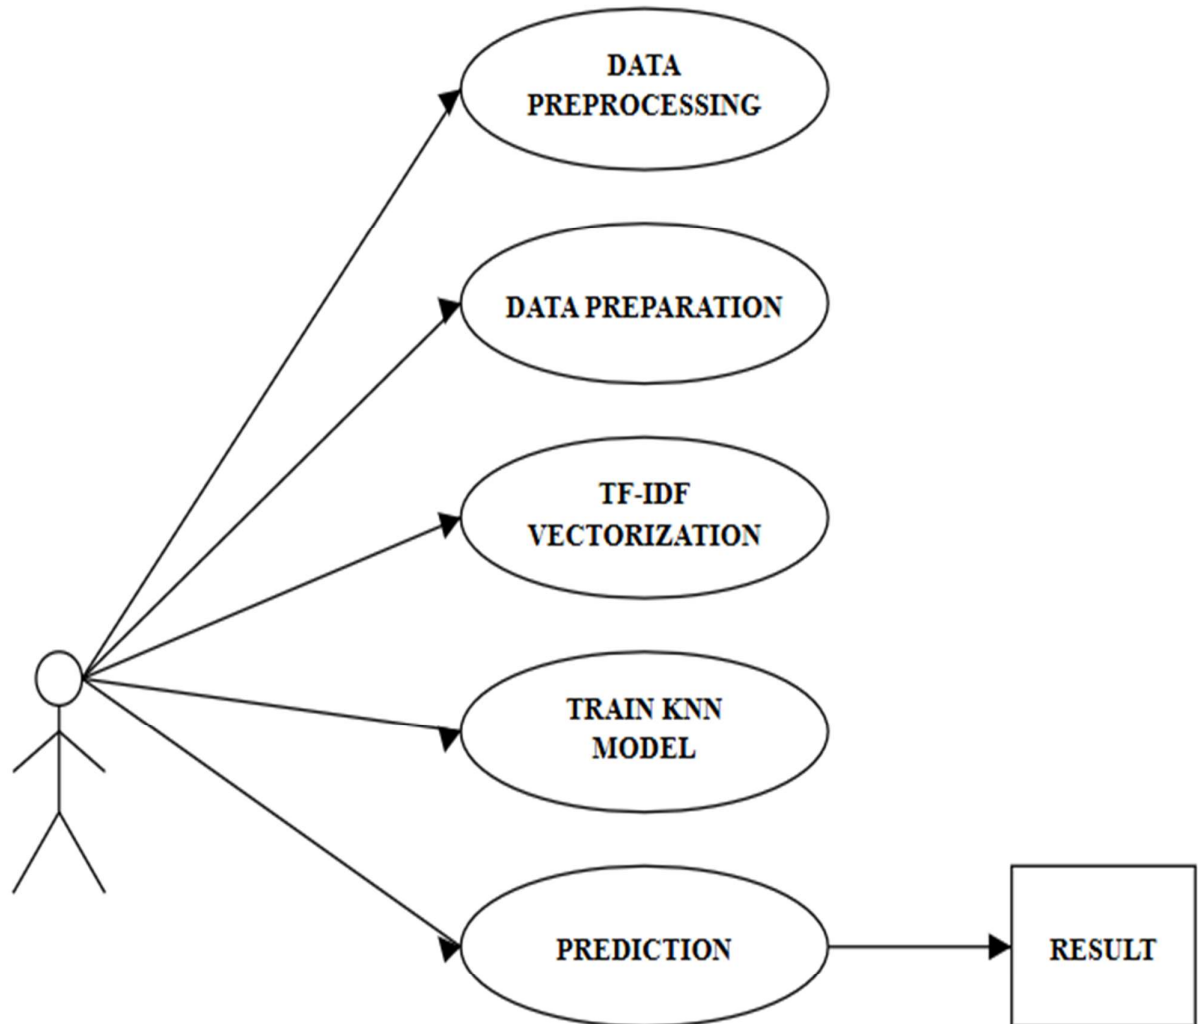 DATA
PREPROCESSING
DATA PREPARATION
TF-IDF
VECTORIZATION
TRAIN KNN
MODEL
PREDICTION
RESULT